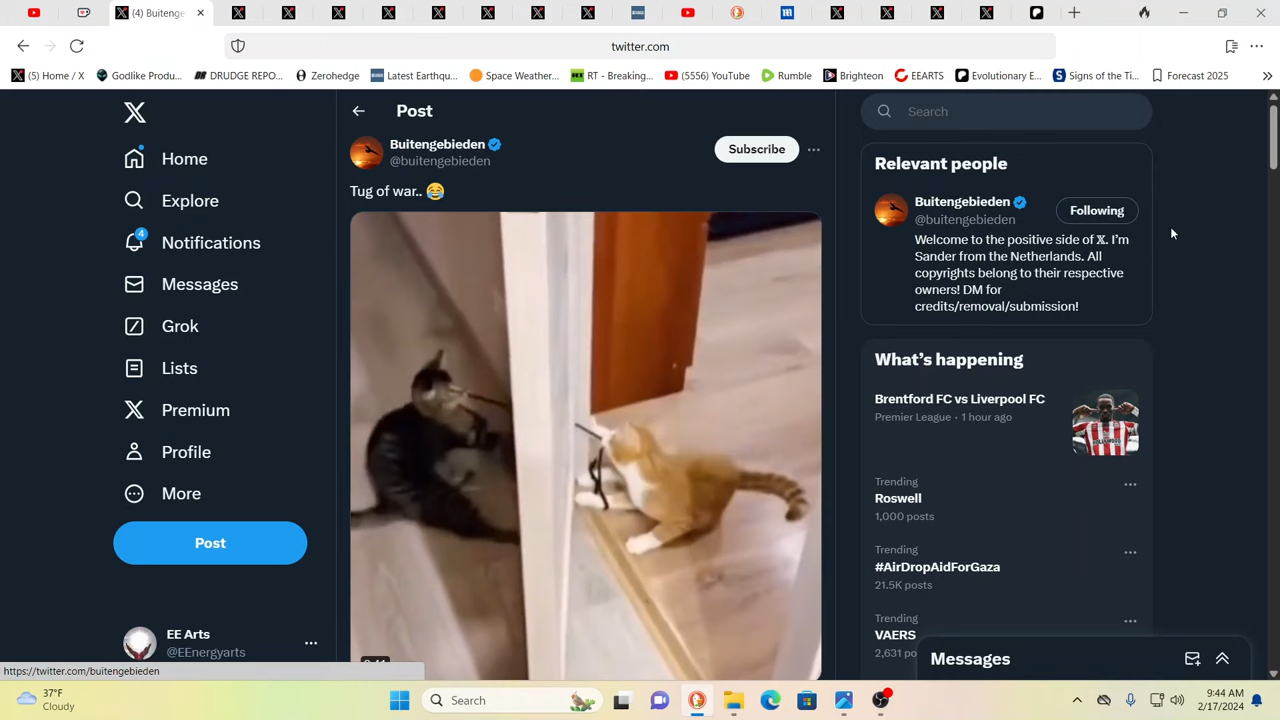 (4) Buitenge
twitter.com
(5) Home / X
Godlike Produ...
DRUDGE REPO...
Zerohedge
Latest Earthqu...
Space Weather...
RT - Breaking...
(5556) YouTube
Rumble
Brighteon
EEARTS
Evolutionary E...
Signs of the Ti...
Forecast 2025
Post
Search
Buitengebieden
@buitengebieden
Subscribe
Tug of war.. 😂
Home
Explore
4
Notifications
Messages
Grok
Lists
Premium
Profile
More
Post
EE Arts
@EEnergyarts
Relevant people
Buitengebieden
@buitengebieden
Following
Welcome to the positive side of 𝕏. I'm
Sander from the Netherlands. All
copyrights belong to their respective
owners! DM for
credits/removal/submission!
What's happening
Brentford FC vs Liverpool FC
Premier League · 1 hour ago
Trending
Roswell
1,000 posts
Trending
#AirDropAidForGaza
21.5K posts
Trending
VAERS
2,631 po
Messages
https://twitter.com/buitengebieden
37°F
Cloudy
Search
9:44 AM
2/17/2024